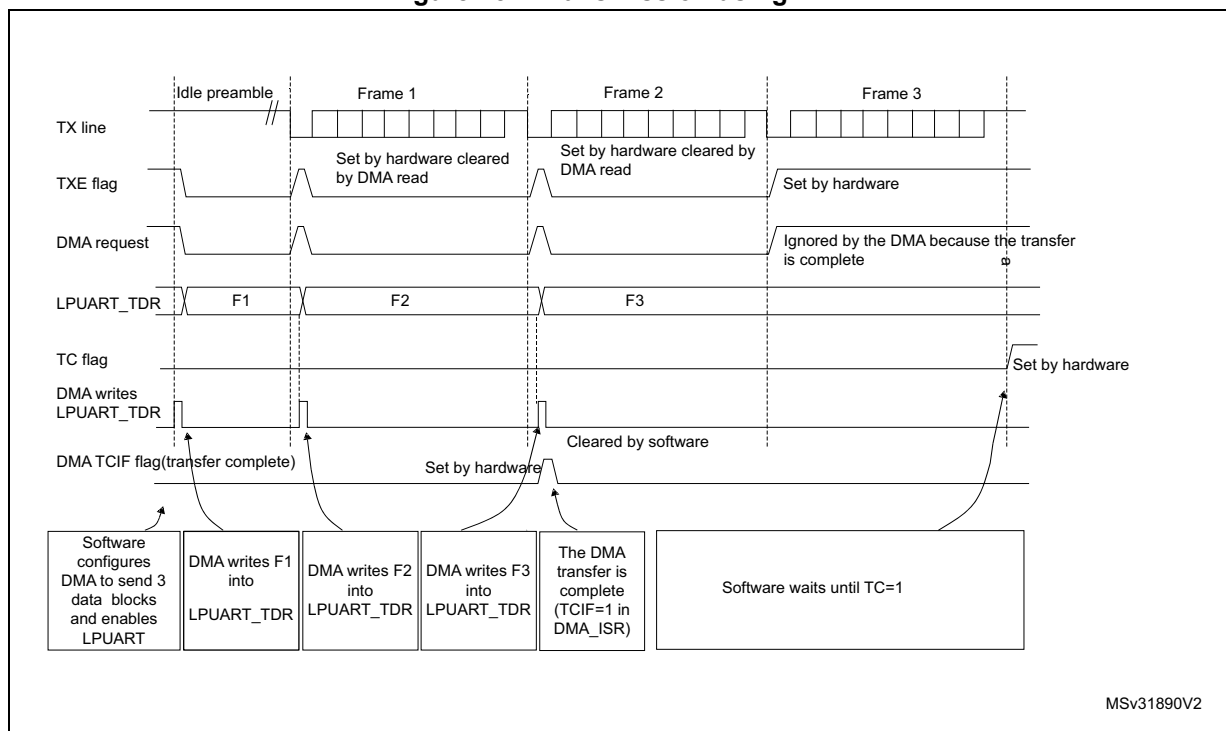 Idle preamble
Frame 1
Frame 2
Frame 3
TX line
Set by hardware cleared
by DMA read
Set by hardware cleared by
DMA read
TXE flag
Set by hardware
DMA request
Ignored by the DMA because the transfer
is complete
LPUART_TDR
F1
F2
F3
TC flag
Set by hardware
DMA writes
LPUART_TDR
Cleared by software
DMA TCIF flag(transfer complete)
Set by hardware
Software
configures
DMA to send 3
data blocks
and enables
LPUART
DMA writes F1
into
LPUART_TDR
DMA writes F2
into
LPUART_TDR
DMA writes F3
into
LPUART_TDR
The DMA
transfer is
complete
(TCIF=1 in
DMA_ISR)
Software waits until TC=1
MSv31890V2